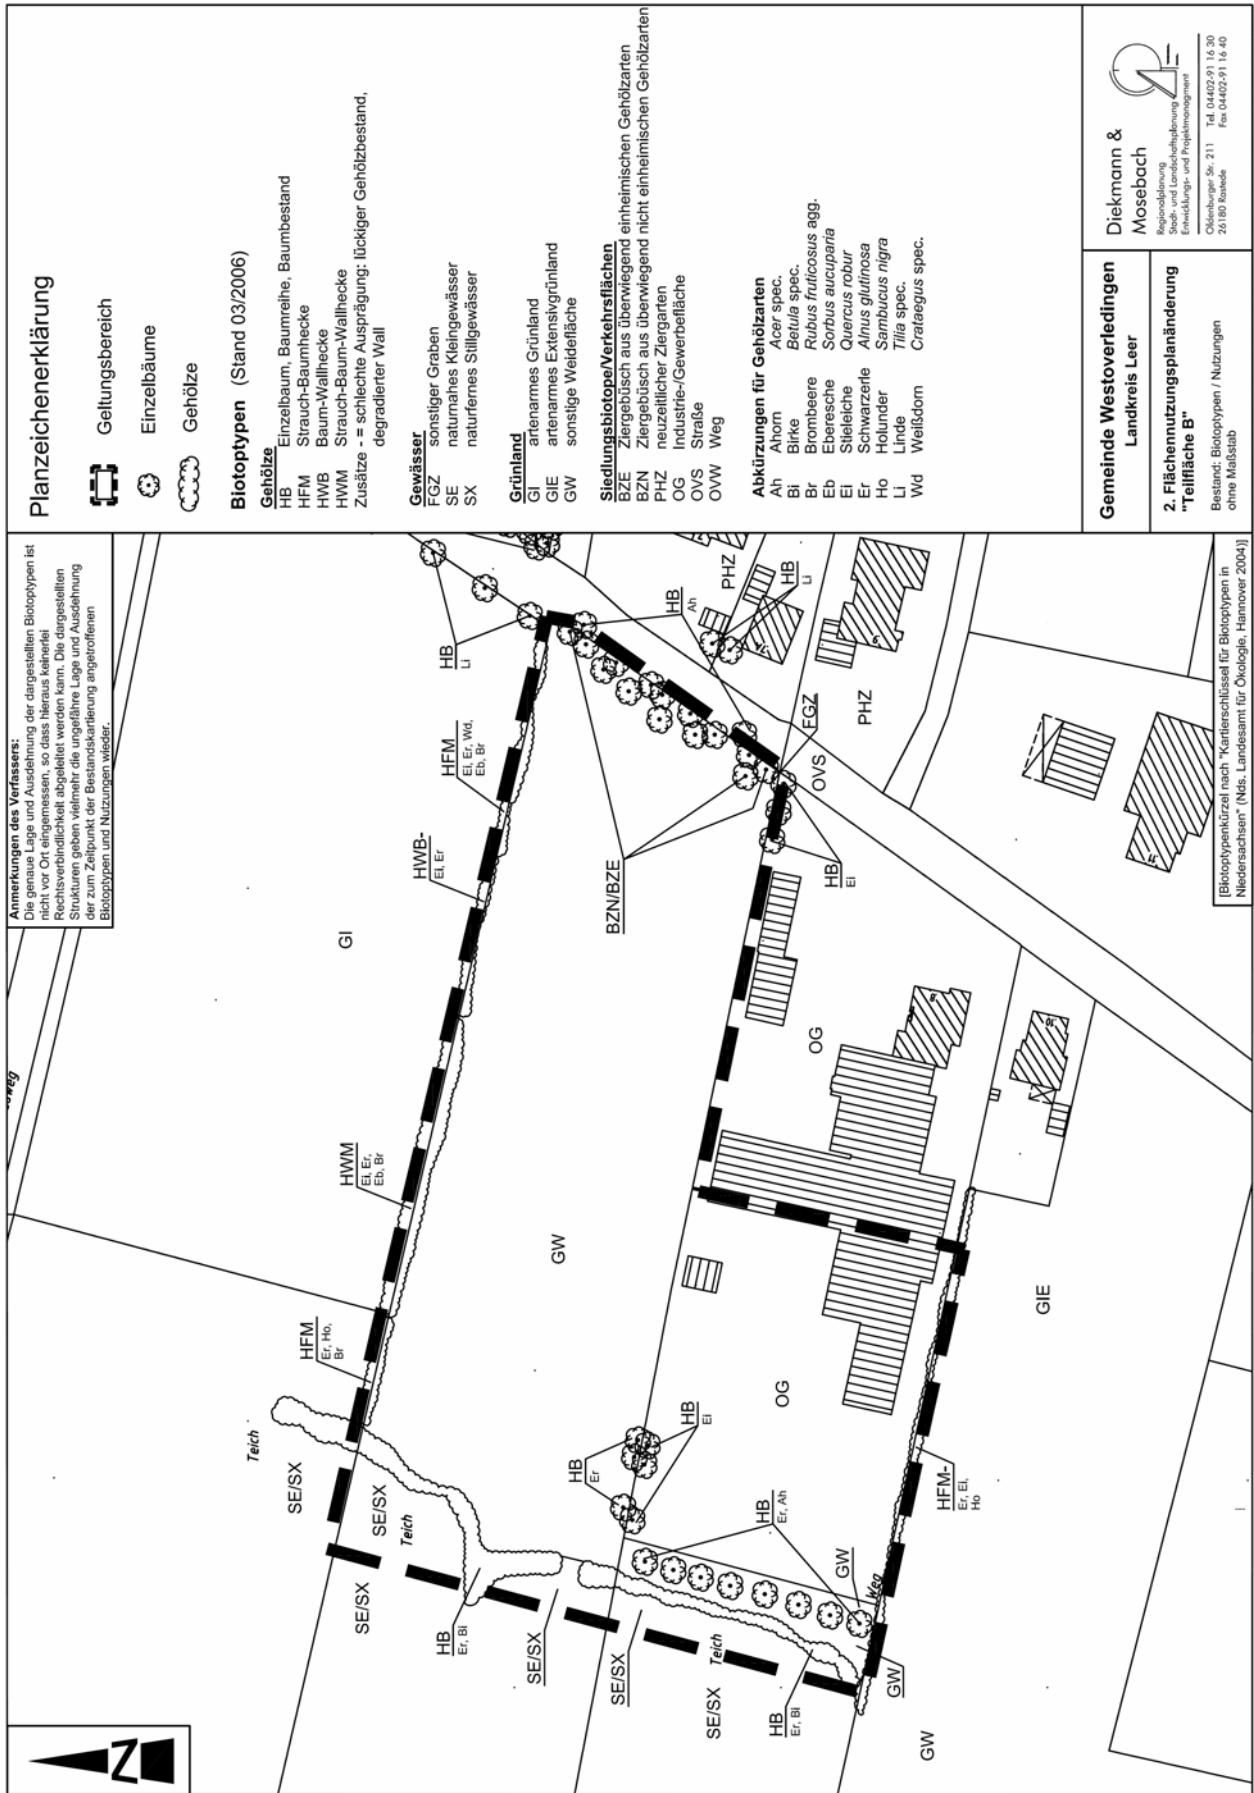 Anmerkungen des Verfassers:
Die genaue Lage und Ausdehnung der dargestellten Biotoptypen ist
nicht vor Ort eingemessen, so dass hieraus keinerlei
Rechtsverbindlichkeit abgeleitet werden kann. Die dargestellten
Strukturen geben vielmehr die ungefähre Lage und Ausdehnung
der zum Zeitpunkt der Bestandskartierung angetroffenen
Biotoptypen und Nutzungen wieder.
N
Teich
SE/SX
SE/SX
Teich
SE/SX
HFM
Er, Ho,
Br
HWM
Ei, Er,
Eb, Br
GI
HWB-
Ei, Er
HFM
Ei, Er, Wd,
Eb, Br
HB
Li
HB
Er, Bi
SE/SX
SE/SX
GW
BZN/BZE
HB
Ah
PHZ
HB
Li
7A
HB
Er
HB
Ei
FGZ
OVS
PHZ
9
HB
Ei
SE/SX
Teich
HB
Er, Bi
HB
Er, Ah
OG
OG
8
GW
Weg
GW
GW
HFM-
Er, Ei,
Ho
GIE
10
11
[Biotoptypenkürzel nach "Kartierschlüssel für Biotoptypen in
Niedersachsen" (Nds. Landesamt für Ökologie, Hannover 2004)]
Planzeichenerklärung
Geltungsbereich
Einzelbäume
Gehölze
Biotoptypen (Stand 03/2006)
Gehölze
HB Einzelbaum, Baumreihe, Baumbestand
HFM Strauch-Baumhecke
HWB Baum-Wallhecke
HWM Strauch-Baum-Wallhecke
Zusätze - = schlechte Ausprägung: lückiger Gehölzbestand,
degradierter Wall
Gewässer
FGZ sonstiger Graben
SE naturnahes Kleingewässer
SX naturfernes Stillgewässer
Grünland
GI artenarmes Grünland
GIE artenarmes Extensivgrünland
GW sonstige Weidefläche
Siedlungsbiotope/Verkehrsflächen
BZE Ziergebüsch aus überwiegend einheimischen Gehölzarten
BZN Ziergebüsch aus überwiegend nicht einheimischen Gehölzarten
PHZ neuzeitlicher Ziergarten
OG Industrie-/Gewerbefläche
OVS Straße
OVW Weg
Abkürzungen für Gehölzarten
Ah Ahorn Acer spec.
Bi Birke Betula spec.
Br Brombeere Rubus fruticosus agg.
Eb Eberesche Sorbus aucuparia
Ei Stieleiche Quercus robur
Er Schwarzerle Alnus glutinosa
Ho Holunder Sambucus nigra
Li Linde Tilia spec.
Wd Weißdorn Crataegus spec.
Gemeinde Westoverledingen
Landkreis Leer
2. Flächennutzungsplanänderung
"Teilfläche B"
Bestand: Biotoptypen / Nutzungen
ohne Maßstab
Diekmann &
Mosebach
Regionalplanung
Stadt- und Landschaftsplanung
Entwicklungs- und Projektmanagment
Oldenburger Str. 211 Tel. 04402-91 16 30
26180 Rastede Fax 04402-91 16 40